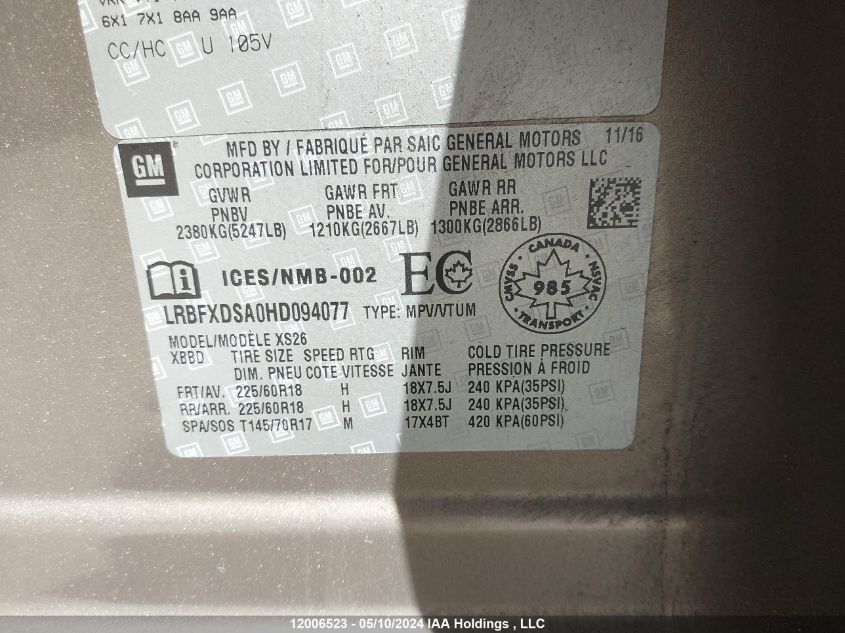 6X1 7X1 8AA 9AA
CC/HC U 105V
GM
MFD BY / FABRIQUÉ PAR SAIC GENERAL MOTORS 11/16
CORPORATION LIMITED FOR/POUR GENERAL MOTORS LLC
GVWR GAWR FRT GAWR RR
PNBV PNBE AV. PNBE ARR.
2380KG(5247LB) 1210KG(2667LB) 1300KG(2866LB)
ICES/NMB-002 EC
CANADA
CMVSS 985 NSVAC
TRANSPORT
LRBFXDSA0HD094077 TYPE: MPV/VTUM
MODEL/MODÈLE XS26
XBBD TIRE SIZE SPEED RTG RIM COLD TIRE PRESSURE
DIM. PNEU COTE VITESSE JANTE PRESSION À FROID
FRT/AV. 225/60R18 H 18X7.5J 240 KPA(35PSI)
RR/ARR. 225/60R18 H 18X7.5J 240 KPA(35PSI)
SPA/SOS T145/70R17 M 17X4BT 420 KPA(60PSI)
12006523 - 05/10/2024 IAA Holdings , LLC